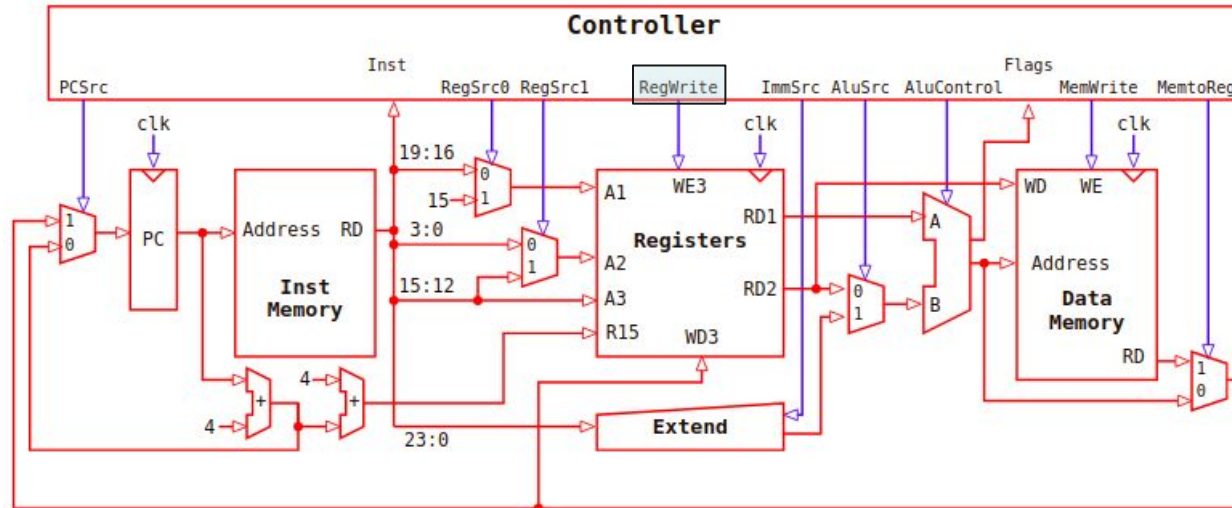 Controller
Inst
Flags
PCSrc
RegSrc0
RegSrc1
RegWrite
ImmSrc
AluSrc
AluControl
MemWrite
MemtoReg
clk
clk
clk
19:16
0
1
15
3:0
0
1
15:12
1
0
PC
Address
RD
Inst
Memory
A1
WE3
A2
Registers
RD1
A3
RD2
R15
WD3
0
1
A
B
WD
WE
Address
Data
Memory
RD
1
0
4
+
4
+
23:0
Extend